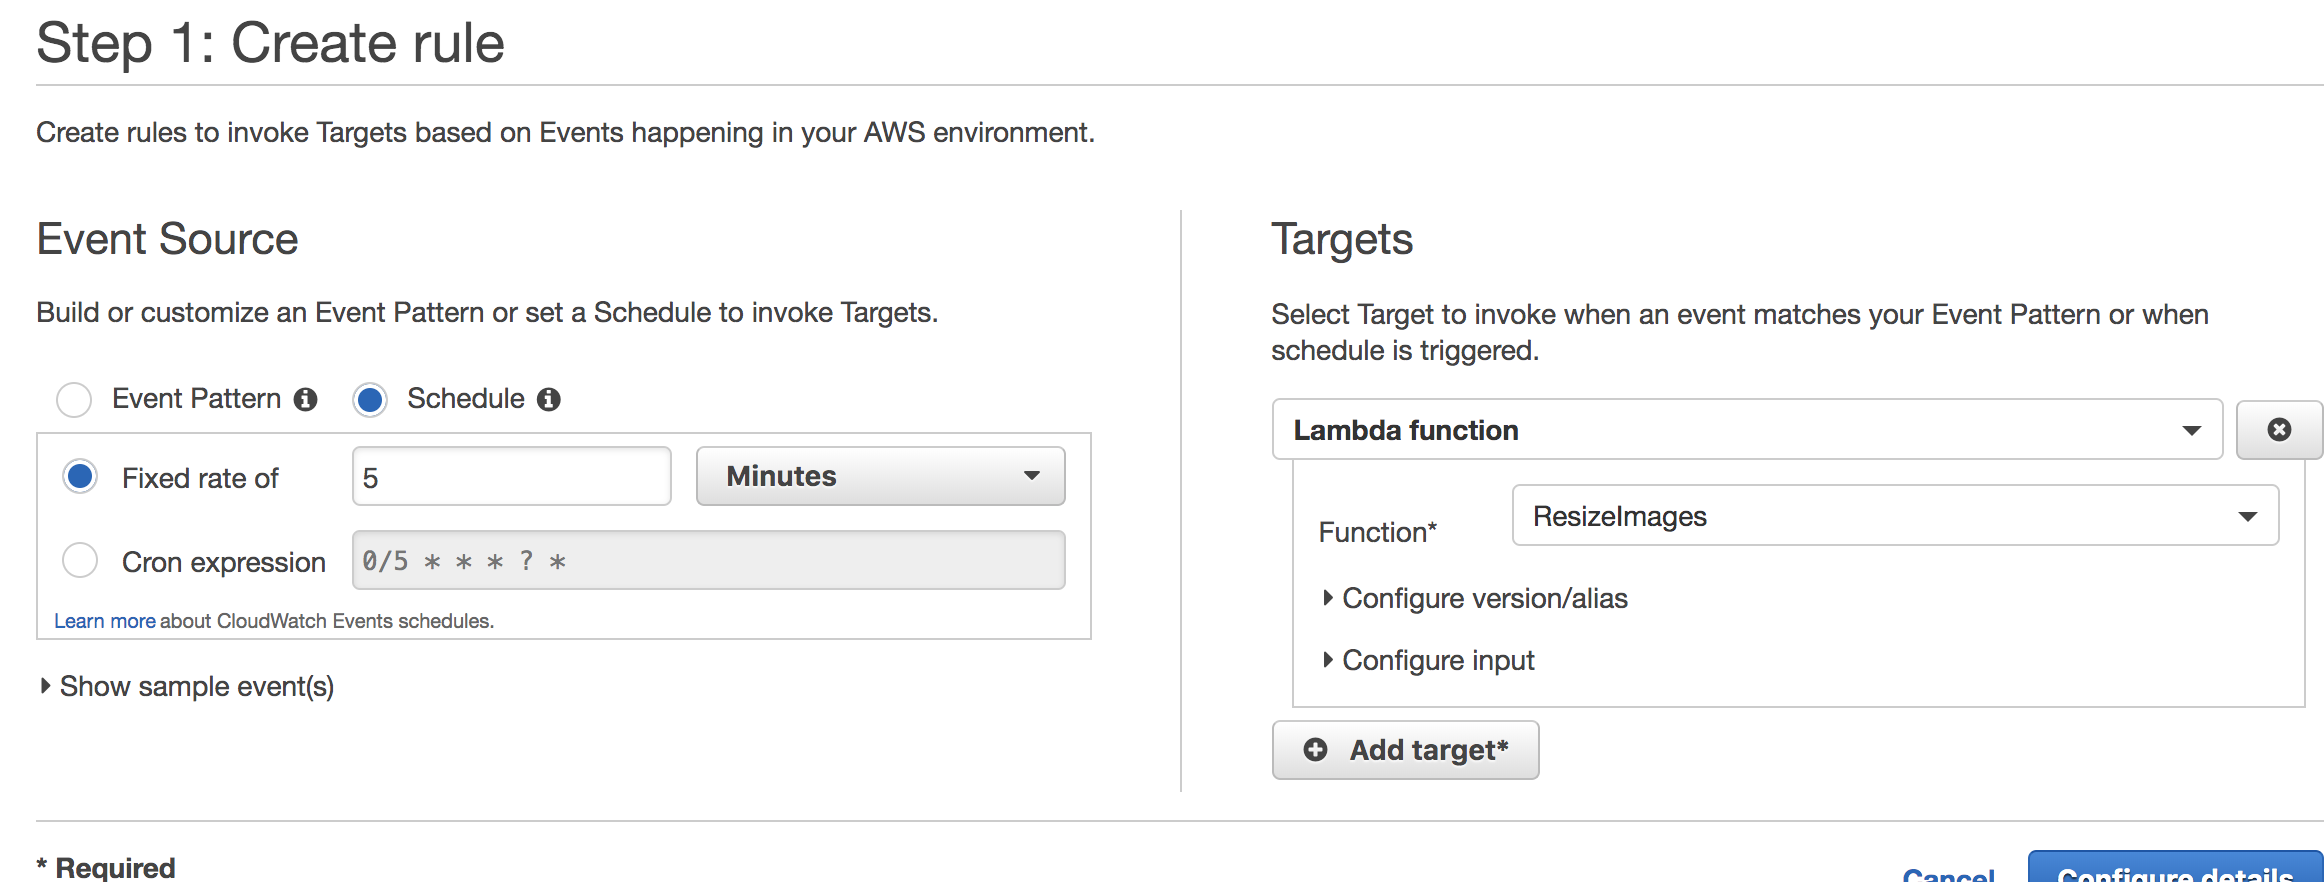 Step 1: Create rule
Create rules to invoke Targets based on Events happening in your AWS environment.
Event Source
Build or customize an Event Pattern or set a Schedule to invoke Targets.
Event Pattern
Schedule
Fixed rate of
5
Minutes
Cron expression
0/5 * * * ? *
Learn more about CloudWatch Events schedules.
Show sample event(s)
Targets
Select Target to invoke when an event matches your Event Pattern or when
schedule is triggered.
Lambda function
Function*
ResizeImages
Configure version/alias
Configure input
Add target*
* Required
Cancel
Configure details